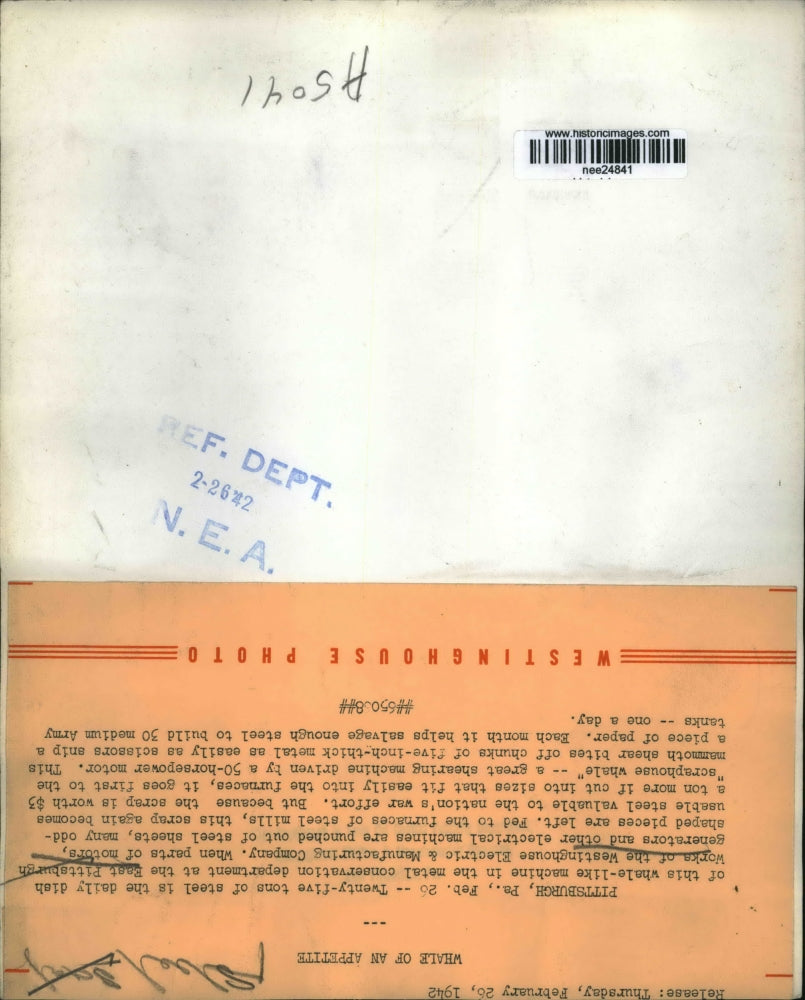 A5041
www.historicimages.com
nee24841
REF. DEPT.
2-26-42
N. E. A.
Release: Thursday, February 26, 1942
WHALE OF AN APPETITE
---
PITTSBURGH, Pa., Feb. 26 -- Twenty-five tons of steel is the daily dish
of this whale-like machine in the metal conservation department at the East Pittsburgh
Works of the Westinghouse Electric & Manufacturing Company. When parts of motors,
generators and other electrical machines are punched out of steel sheets, many odd-
shaped pieces are left. Fed to the furnaces of steel mills, this scrap again becomes
usable steel valuable to the nation's war effort. But because the scrap is worth $3
a ton more if cut into sizes that fit easily into the furnaces, it goes first to the
"scraphouse whale" -- a great shearing machine driven by a 50-horsepower motor. This
mammoth shear bites off chunks of five-inch-thick metal as easily as scissors snip a
a piece of paper. Each month it helps salvage enough steel to build 30 medium Army
tanks -- one a day.
WESTINGHOUSE PHOTO